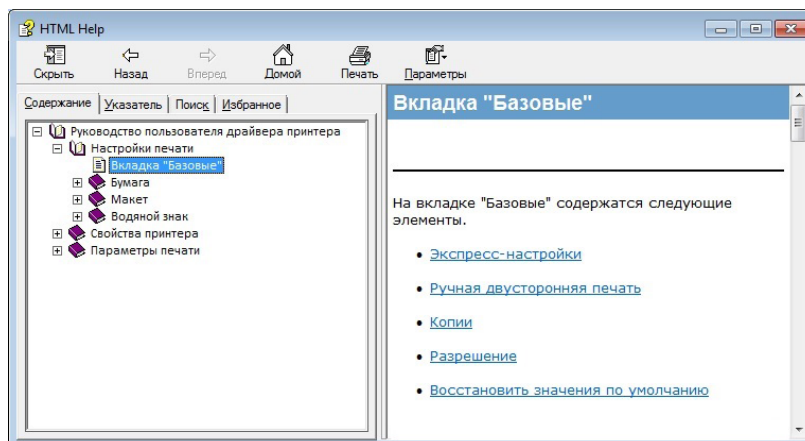 HTML Help
Скрыть Назад Вперед Домой Печать Параметры
Содержание Указатель Поиск Избранное
Руководство пользователя драйвера принтера
Настройки печати
Вкладка "Базовые"
Бумага
Макет
Водяной знак
Свойства принтера
Параметры печати
Вкладка "Базовые"
На вкладке "Базовые" содержатся следующие
элементы.
• Экспресс-настройки
• Ручная двусторонняя печать
• Копии
• Разрешение
• Восстановить значения по умолчанию